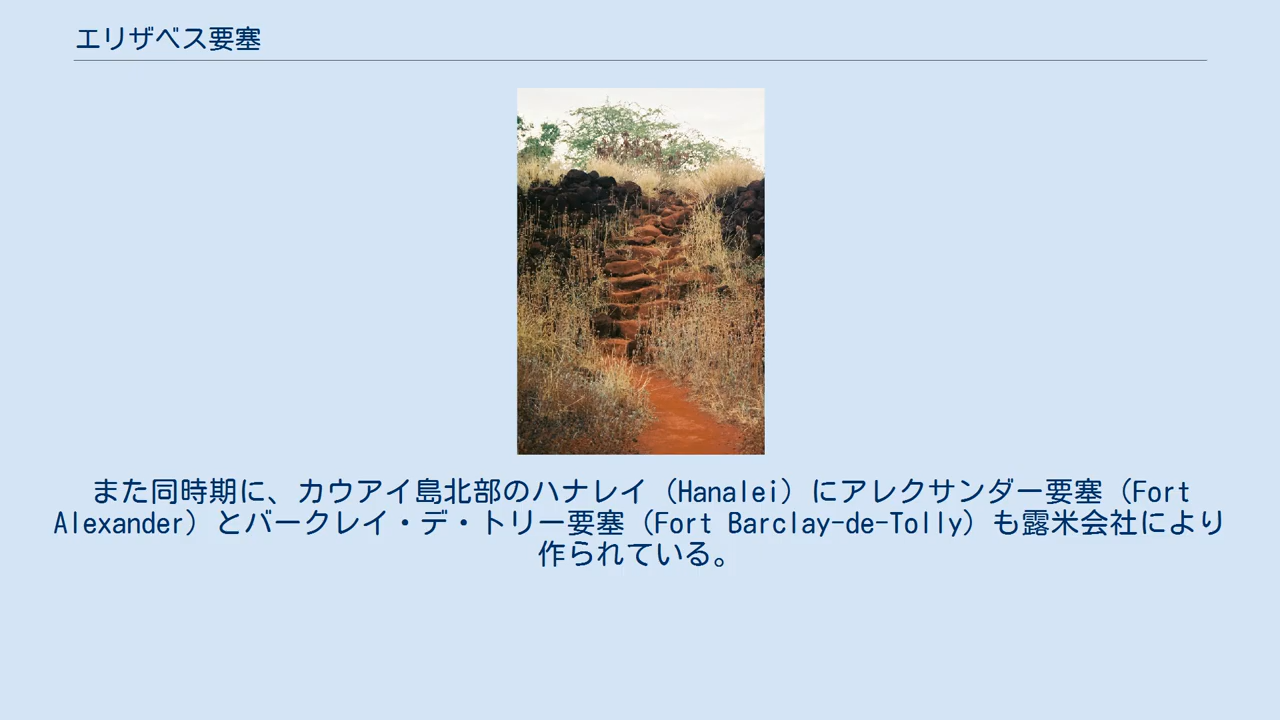 エリザベス要塞
また同時期に、カウアイ島北部のハナレイ（Hanalei）にアレクサンダー要塞（Fort
Alexander）とバークレイ・デ・トリー要塞（Fort Barclay-de-Tolly）も露米会社により
作られている。